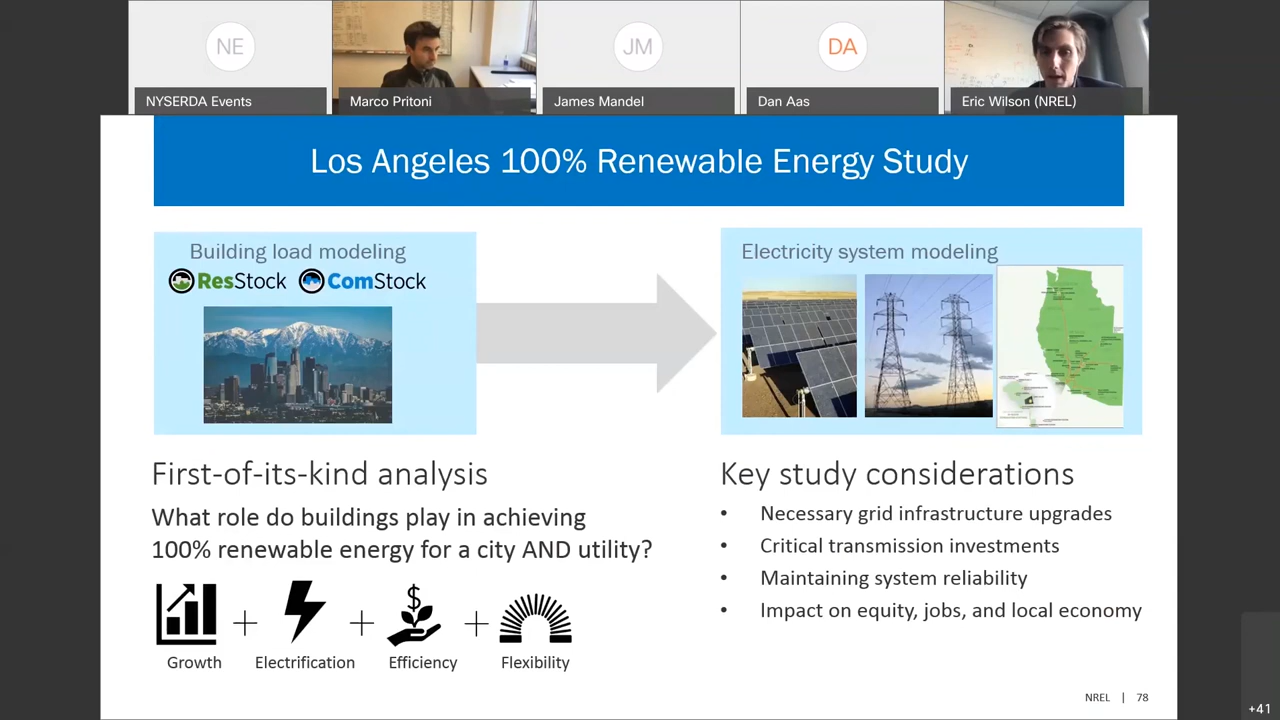 NE
JM
DA
NYSERDA Events
Marco Pritoni
James Mandel
Dan Aas
Eric Wilson (NREL)
Los Angeles 100% Renewable Energy Study
Building load modeling
ResStock ComStock
Electricity system modeling
First-of-its-kind analysis
What role do buildings play in achieving
100% renewable energy for a city AND utility?
Growth
+
Electrification
+
Efficiency
+
Flexibility
Key study considerations
• Necessary grid infrastructure upgrades
• Critical transmission investments
• Maintaining system reliability
• Impact on equity, jobs, and local economy
NREL | 78
+41